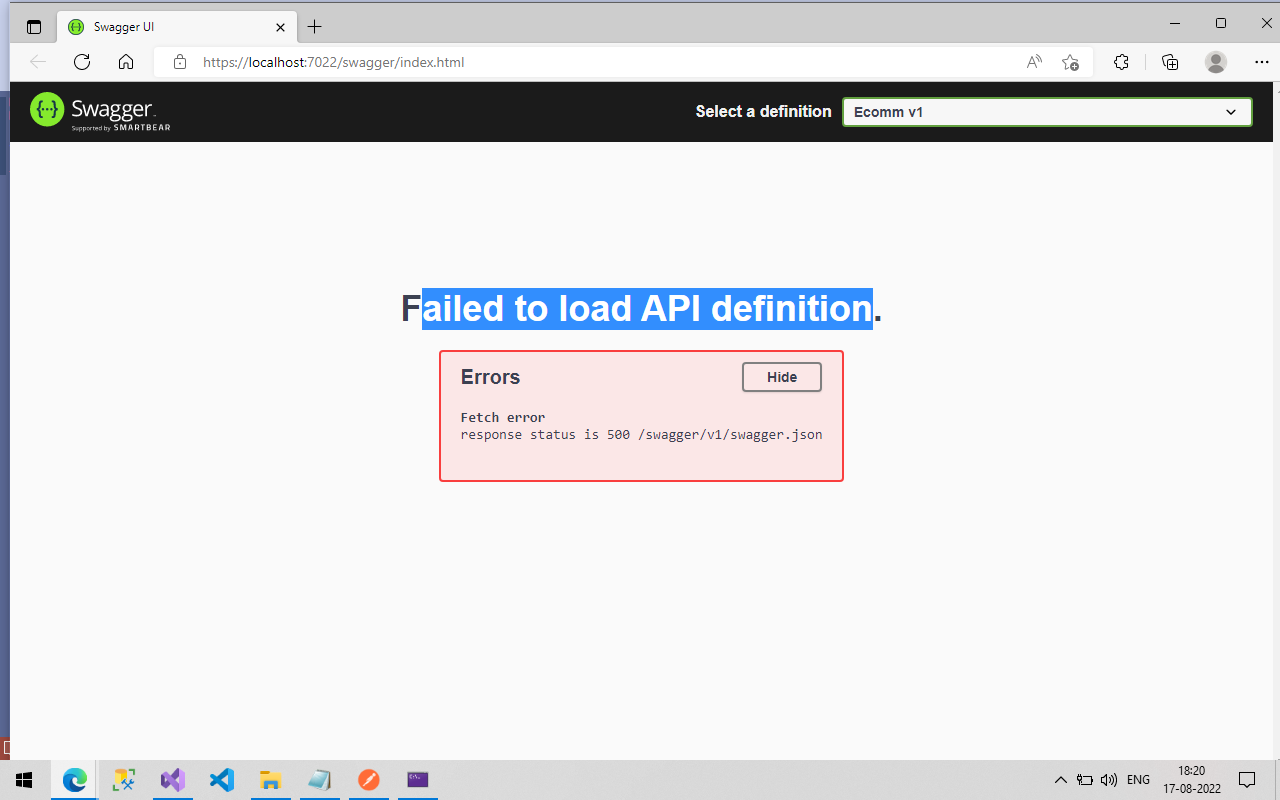 Swagger UI
https://localhost:7022/swagger/index.html
Swagger.
Supported by SMARTBEAR
Select a definition
Ecomm v1
Failed to load API definition.
Errors
Hide
Fetch error
response status is 500 /swagger/v1/swagger.json
ENG
18:20
17-08-2022